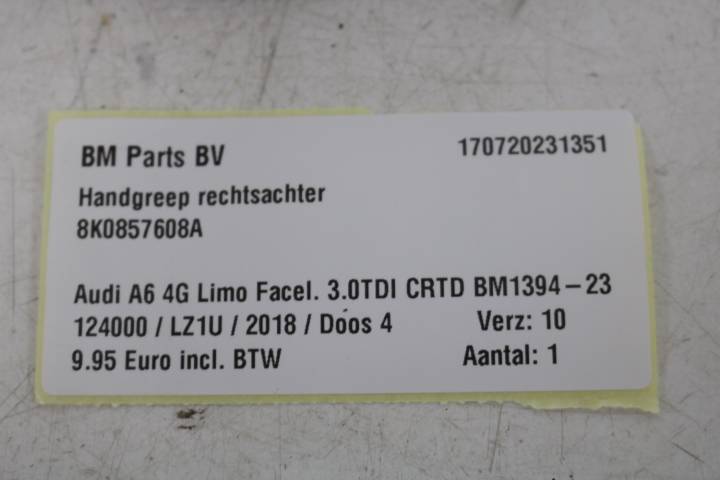 BM Parts BV 170720231351
Handgreep rechtsachter
8K0857608A
Audi A6 4G Limo Facel. 3.0TDI CRTD BM1394-23
124000 / LZ1U / 2018 / Doos 4 Verz: 10
9.95 Euro incl. BTW Aantal: 1